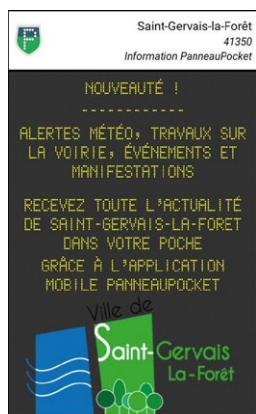 P
Saint-Gervais-la-Forêt
41350
Information PanneauPocket
NOUVEAUTÉ !
------------
ALERTES MÉTÉO, TRAVAUX SUR
LA VOIRIE, ÉVÉNEMENTS ET
MANIFESTATIONS
RECEVEZ TOUTE L'ACTUALITÉ
DE SAINT-GERVAIS-LA-FORET
DANS VOTRE POCHE
GRÂCE À L'APPLICATION
MOBILE PANNEAUPOCKET
Ville de
Saint-Gervais
La-Forêt